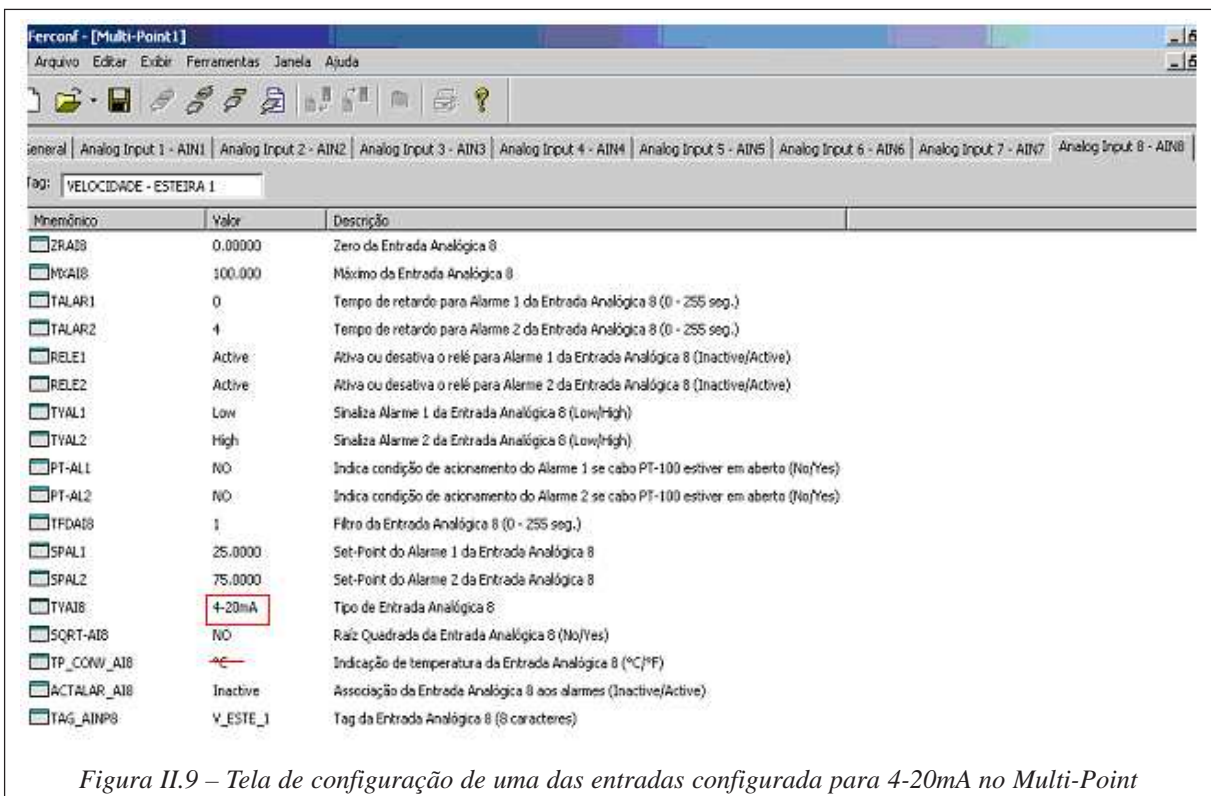 Ferconf - [Multi-Point1]
Arquivo Editar Exibir Ferramentas Janela Ajuda
General | Analog Input 1 - AIN1 | Analog Input 2 - AIN2 | Analog Input 3 - AIN3 | Analog Input 4 - AIN4 | Analog Input 5 - AIN5 | Analog Input 6 - AIN6 | Analog Input 7 - AIN7 | Analog Input 8 - AIN8
Tag: VELOCIDADE - ESTEIRA 1
Mnemônico Valor Descrição
ZRAI8 0.00000 Zero da Entrada Analógica 8
MXAI8 100.000 Máximo da Entrada Analógica 8
TALAR1 0 Tempo de retardo para Alarme 1 da Entrada Analógica 8 (0 - 255 seg.)
TALAR2 4 Tempo de retardo para Alarme 2 da Entrada Analógica 8 (0 - 255 seg.)
RELE1 Active Ativa ou desativa o relé para Alarme 1 da Entrada Analógica 8 (Inactive/Active)
RELE2 Active Ativa ou desativa o relé para Alarme 2 da Entrada Analógica 8 (Inactive/Active)
TYAL1 Low Sinaliza Alarme 1 da Entrada Analógica 8 (Low/High)
TYAL2 High Sinaliza Alarme 2 da Entrada Analógica 8 (Low/High)
PT-AL1 NO Indica condição de acionamento do Alarme 1 se cabo PT-100 estiver em aberto (No/Yes)
PT-AL2 NO Indica condição de acionamento do Alarme 2 se cabo PT-100 estiver em aberto (No/Yes)
TFDAI8 1 Filtro da Entrada Analógica 8 (0 - 255 seg.)
SPAL1 25.0000 Set-Point do Alarme 1 da Entrada Analógica 8
SPAL2 75.0000 Set-Point do Alarme 2 da Entrada Analógica 8
TYAI8 4-20mA Tipo de Entrada Analógica 8
SQRT-AI8 NO Raíz Quadrada da Entrada Analógica 8 (No/Yes)
TP_CONV_AI8 °C Indicação de temperatura da Entrada Analógica 8 (°C/°F)
ACTALAR_AI8 Inactive Associação da Entrada Analógica 8 aos alarmes (Inactive/Active)
TAG_AINP8 V_ESTE_1 Tag da Entrada Analógica 8 (8 caracteres)
Figura II.9 – Tela de configuração de uma das entradas configurada para 4-20mA no Multi-Point